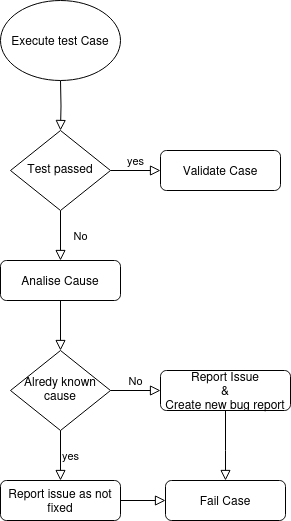 Execute test Case
Test passed
yes
Validate Case
No
Analise Cause
Alredy known
cause
No
Report Issue
&
Create new bug report
yes
Report issue as not
fixed
Fail Case